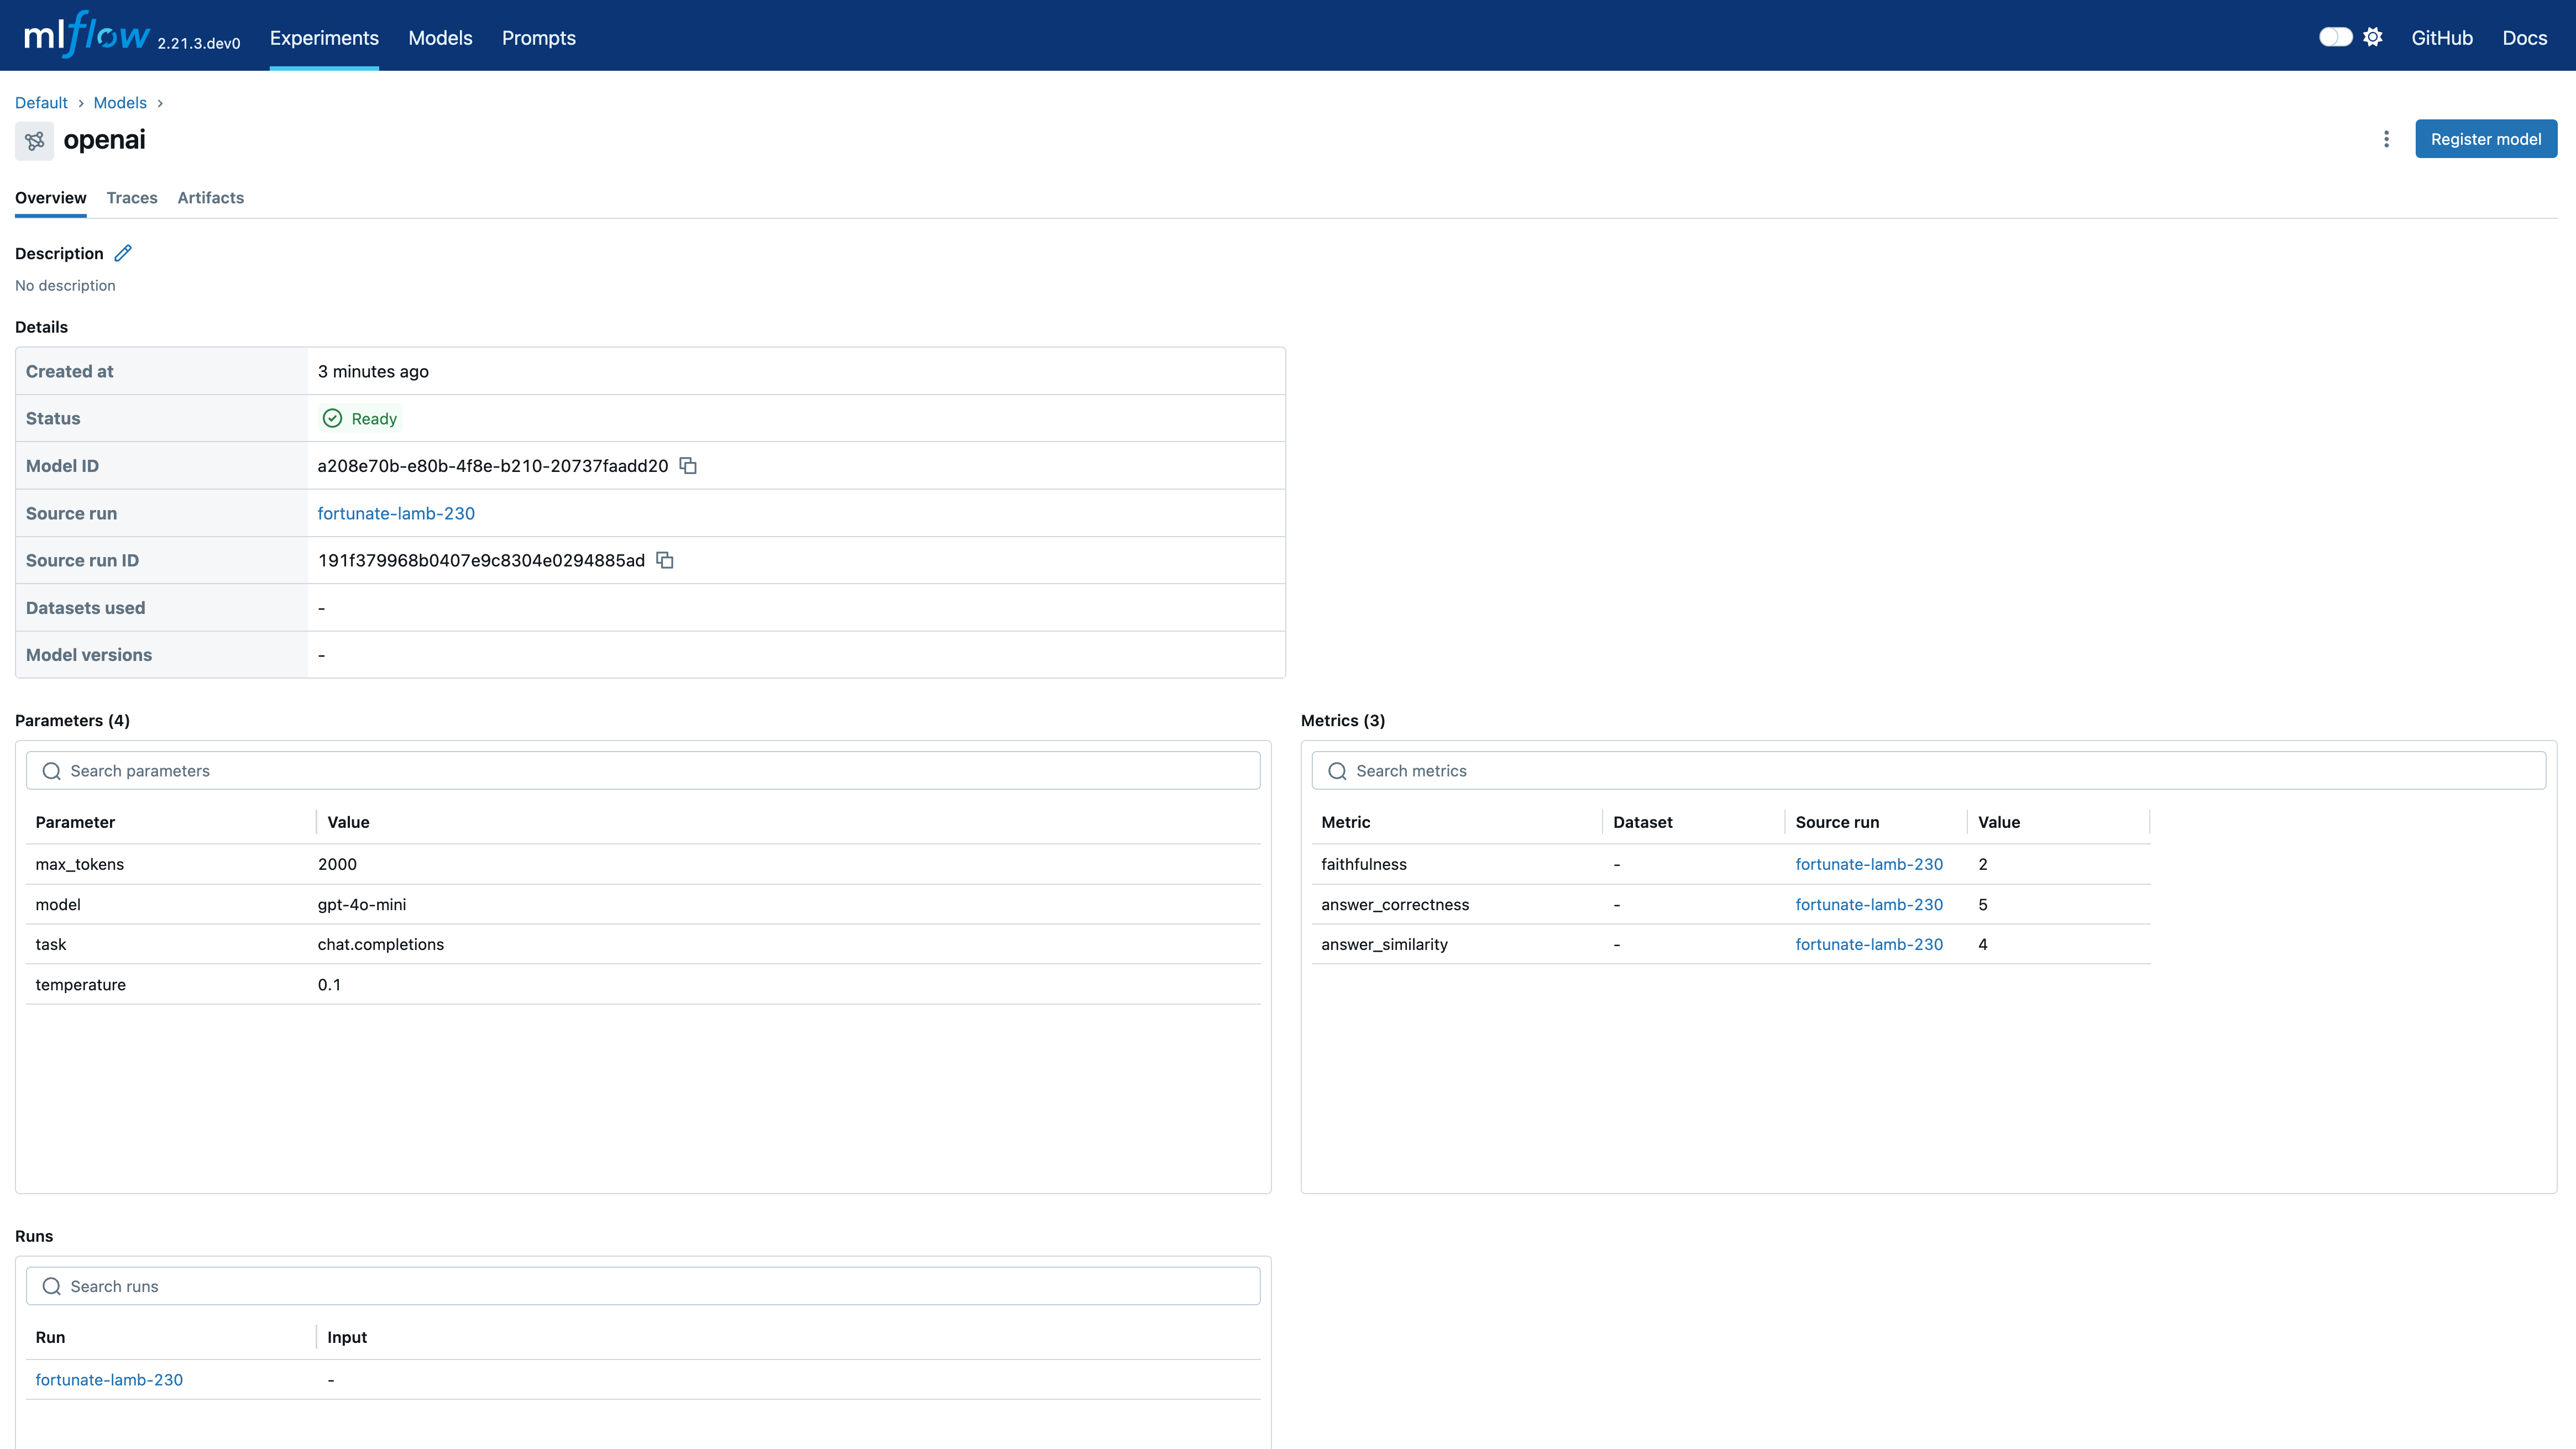 mlflow 2.21.3.dev0 Experiments Models Prompts GitHub Docs
Default > Models >
openai
Register model
Overview Traces Artifacts
Description
No description
Details
Created at 3 minutes ago
Status Ready
Model ID a208e70b-e80b-4f8e-b210-20737faadd20
Source run fortunate-lamb-230
Source run ID 191f379968b0407e9c8304e0294885ad
Datasets used -
Model versions -
Parameters (4)
Search parameters
Parameter Value
max_tokens 2000
model gpt-4o-mini
task chat.completions
temperature 0.1
Metrics (3)
Search metrics
Metric Dataset Source run Value
faithfulness - fortunate-lamb-230 2
answer_correctness - fortunate-lamb-230 5
answer_similarity - fortunate-lamb-230 4
Runs
Search runs
Run Input
fortunate-lamb-230 -